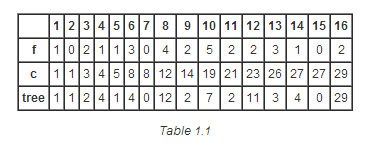 1 2 3 4 5 6 7 8 9 10 11 12 13 14 15 16
f 1 0 2 1 1 3 0 4 2 5 2 2 3 1 0 2
c 1 1 3 4 5 8 8 12 14 19 21 23 26 27 27 29
tree 1 1 2 4 1 4 0 12 2 7 2 11 3 4 0 29
Table 1.1